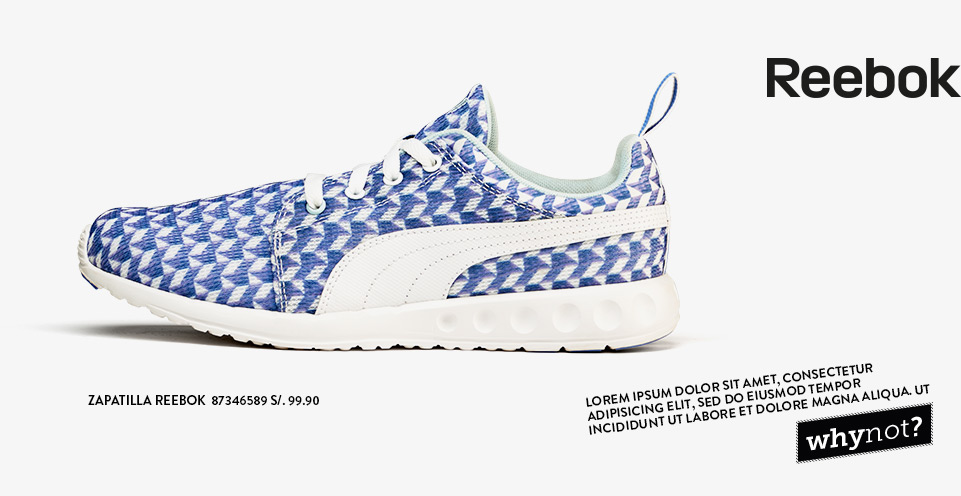 Reebok
ZAPATILLA REEBOK 87346589 S/. 99.90
LOREM IPSUM DOLOR SIT AMET, CONSECTETUR
ADIPISICING ELIT, SED DO EIUSMOD TEMPOR
INCIDIDUNT UT LABORE ET DOLORE MAGNA ALIQUA. UT
whynot?